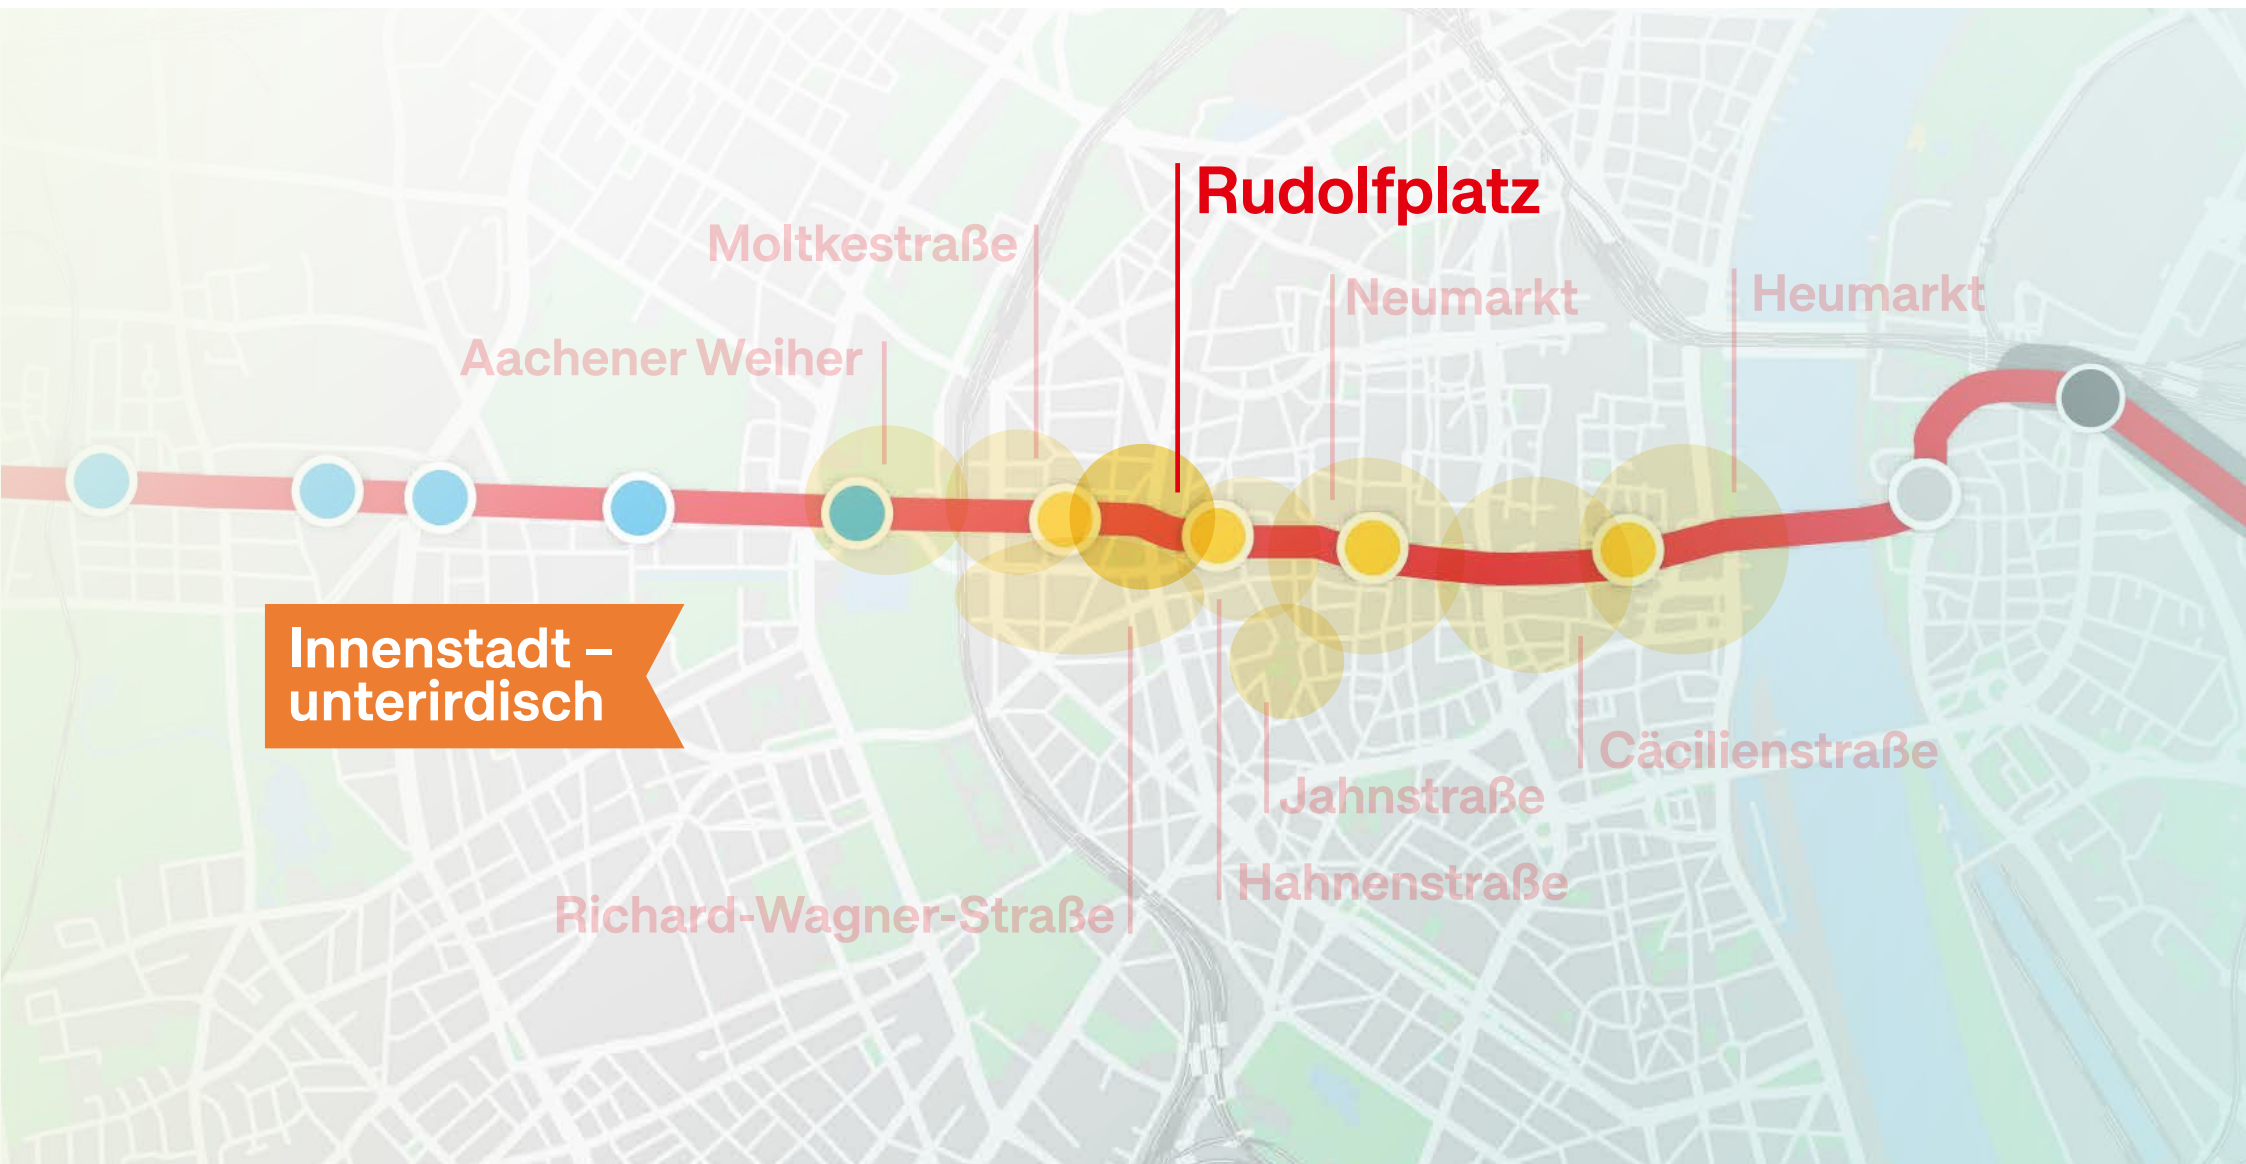 Rudolfplatz
Moltkestraße
Neumarkt
Heumarkt
Aachener Weiher
Innenstadt –
unterirdisch
Cäcilienstraße
Jahnstraße
Hahnenstraße
Richard-Wagner-Straße